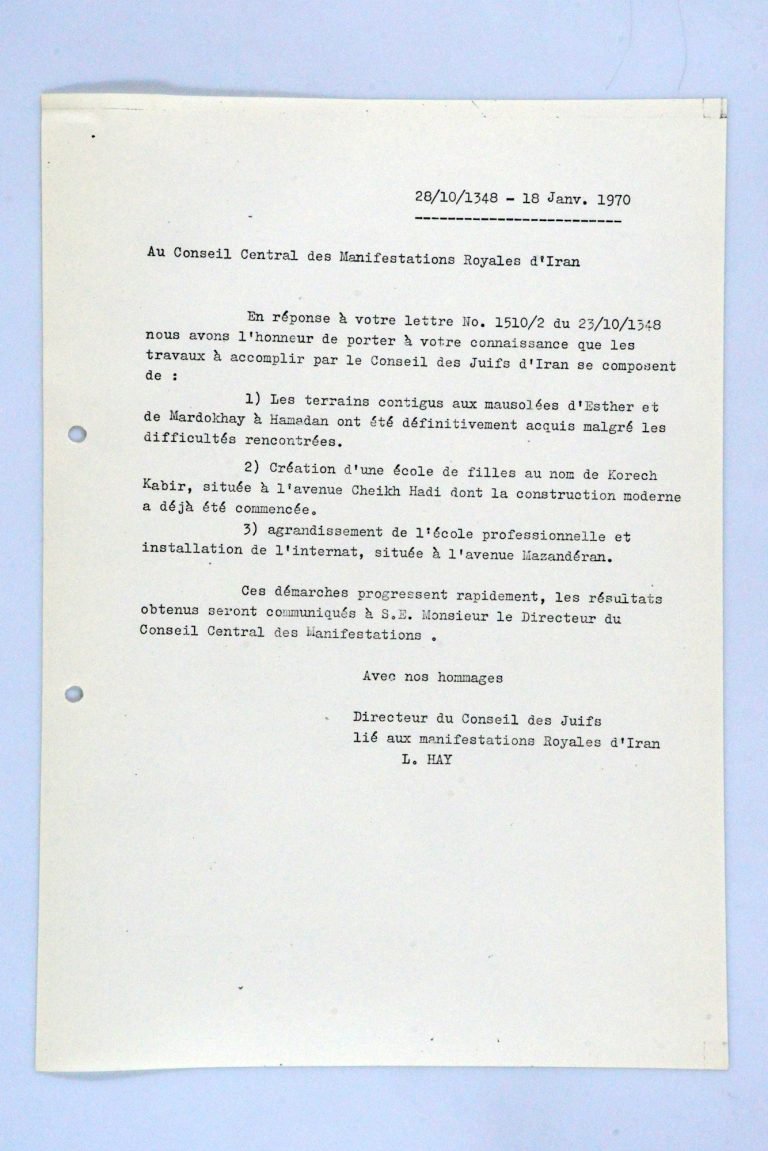 28/10/1348 - 18 Janv. 1970
-------------------------
Au Conseil Central des Manifestations Royales d'Iran
En réponse à votre lettre No. 1510/2 du 23/10/1348
nous avons l'honneur de porter à votre connaissance que les
travaux à accomplir par le Conseil des Juifs d'Iran se composent
de :
1) Les terrains contigus aux mausolées d'Esther et
de Mardokhay à Hamadan ont été définitivement acquis malgré les
difficultés rencontrées.
2) Création d'une école de filles au nom de Korech
Kabir, située à l'avenue Cheikh Hadi dont la construction moderne
a déjà été commencée.
3) agrandissement de l'école professionnelle et
installation de l'internat, située à l'avenue Mazandéran.
Ces démarches progressent rapidement, les résultats
obtenus seront communiqués à S.E. Monsieur le Directeur du
Conseil Central des Manifestations .
Avec nos hommages
Directeur du Conseil des Juifs
lié aux manifestations Royales d'Iran
L. HAY